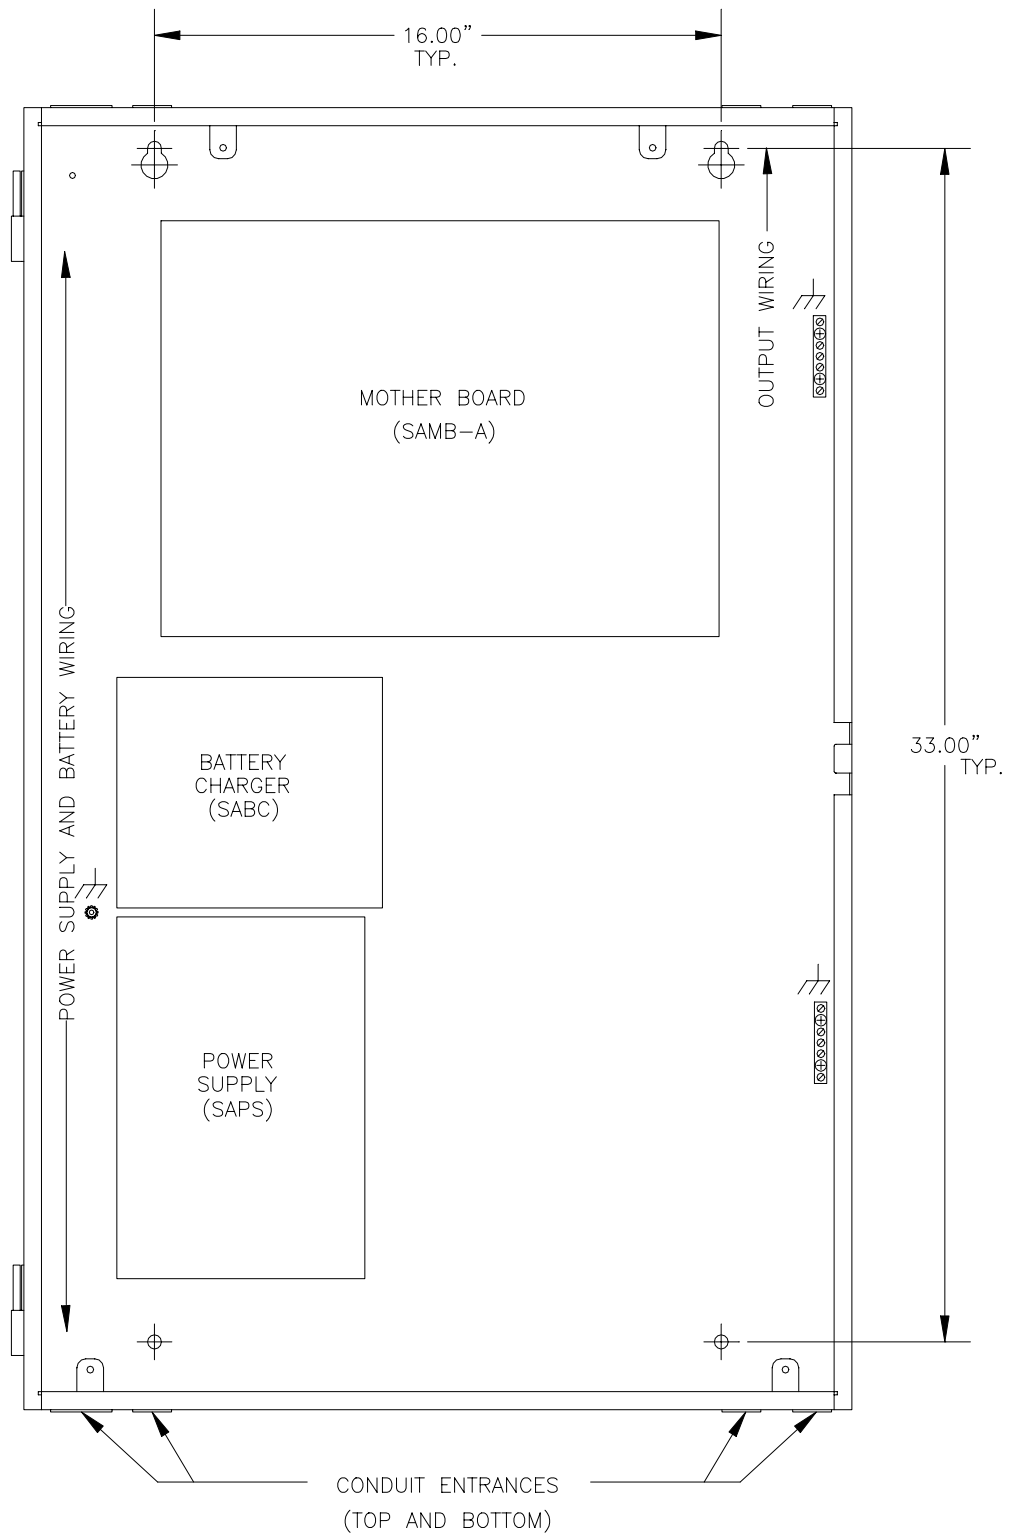 16.00"
TYP.
OUTPUT WIRING
MOTHER BOARD
(SAMB-A)
POWER SUPPLY AND BATTERY WIRING
33.00"
TYP.
BATTERY
CHARGER
(SABC)
POWER
SUPPLY
(SAPS)
CONDUIT ENTRANCES
(TOP AND BOTTOM)